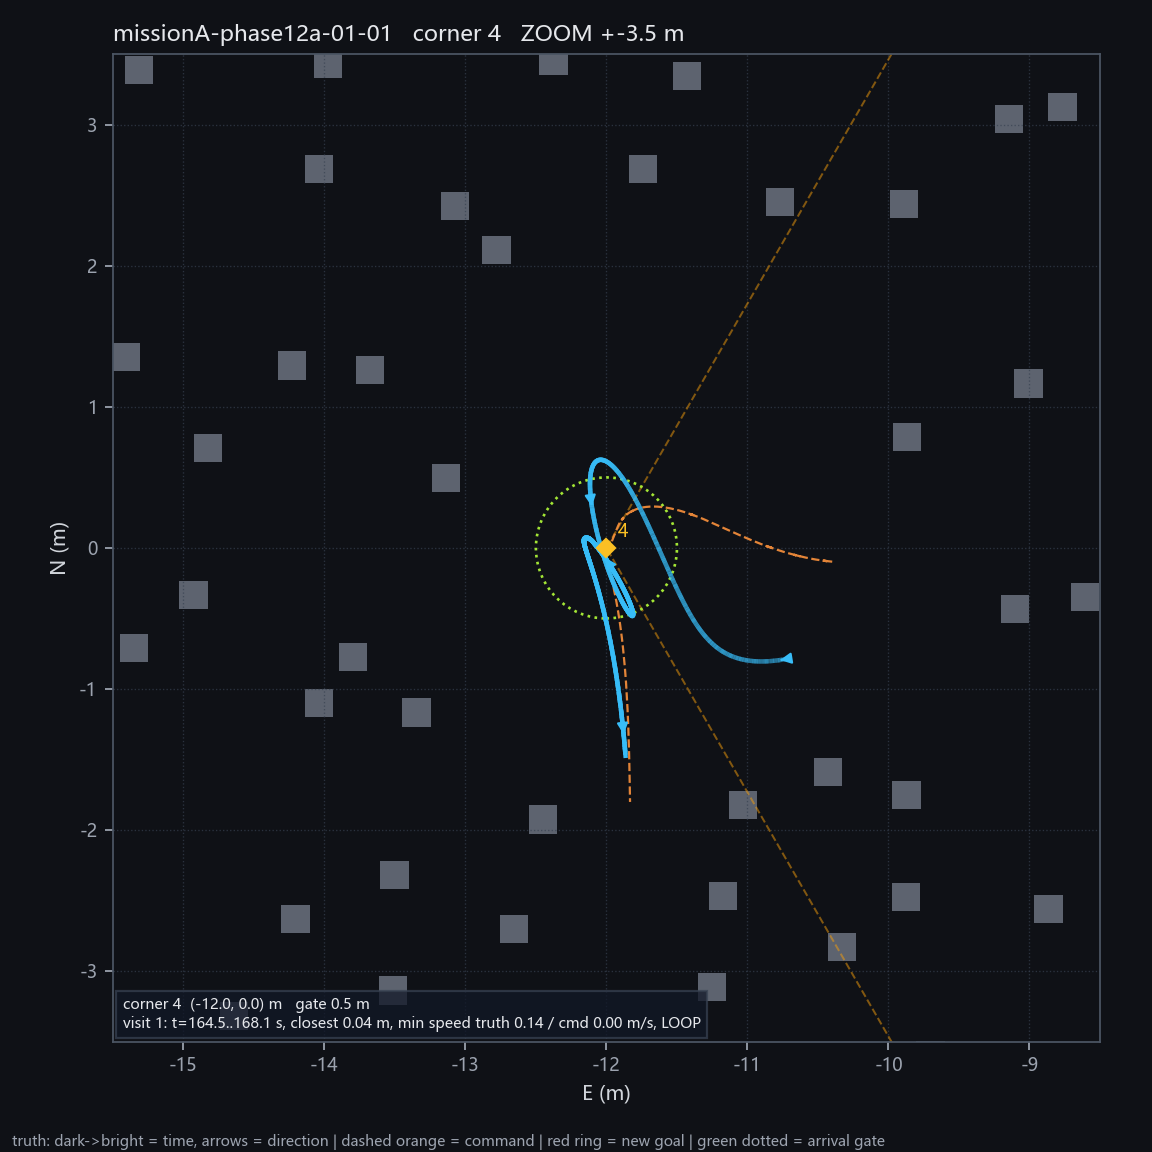 missionA-phase12a-01-01   corner 4   ZOOM +-3.5 m
3
2
1
0
-1
-2
-3
N (m)
4
corner 4  (-12.0, 0.0) m   gate 0.5 m
visit 1: t=164.5..168.1 s, closest 0.04 m, min speed truth 0.14 / cmd 0.00 m/s, LOOP
-15
-14
-13
-12
-11
-10
-9
E (m)
truth: dark->bright = time, arrows = direction | dashed orange = command | red ring = new goal | green dotted = arrival gate